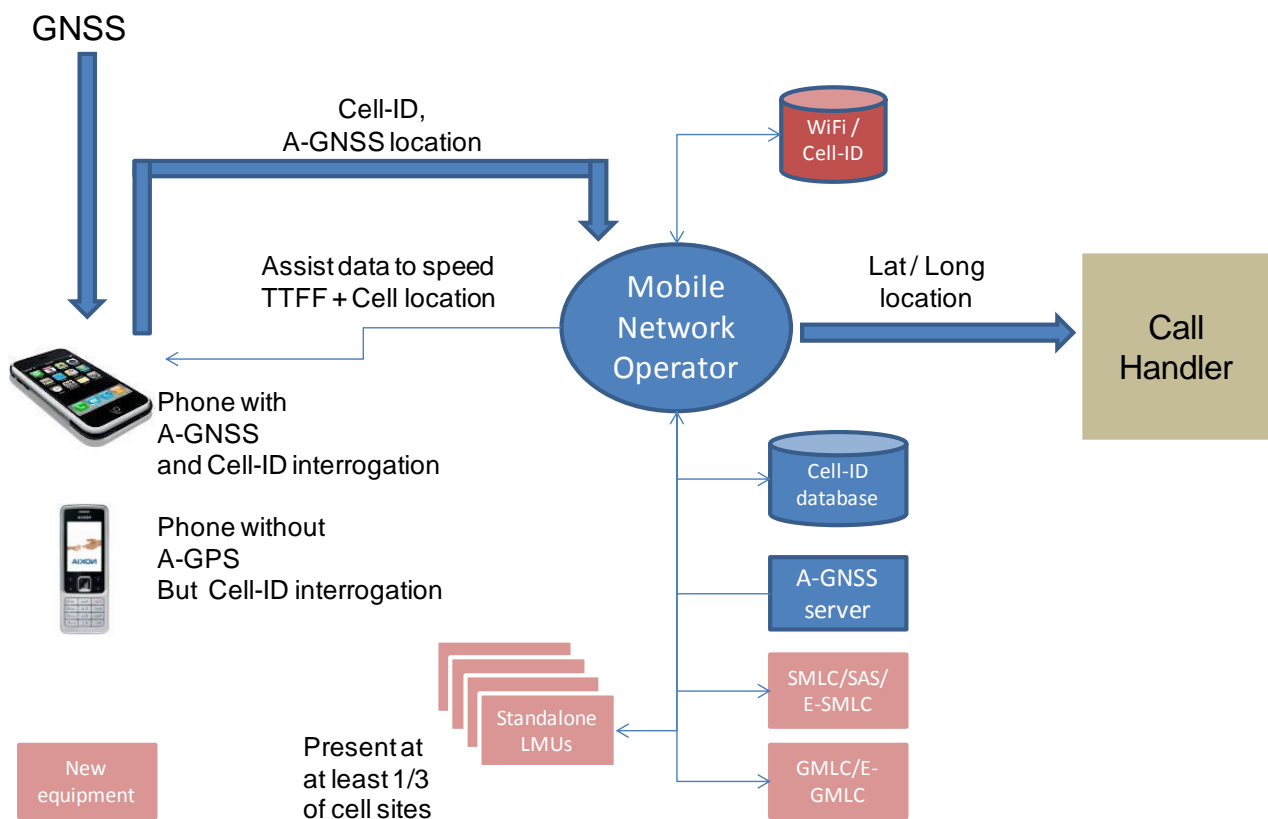 GNSS
Cell-ID,
A-GNSS location
WiFi /
Cell-ID
Assist data to speed
TTFF + Cell location
Mobile
Network
Operator
Lat / Long
location
Call
Handler
Phone with
A-GNSS
and Cell-ID interrogation
Cell-ID
database
Phone without
A-GPS
But Cell-ID interrogation
A-GNSS
server
SMLC/SAS/
E-SMLC
Standalone
LMUs
Present at
at least 1/3
of cell sites
GMLC/E-
GMLC
New
equipment